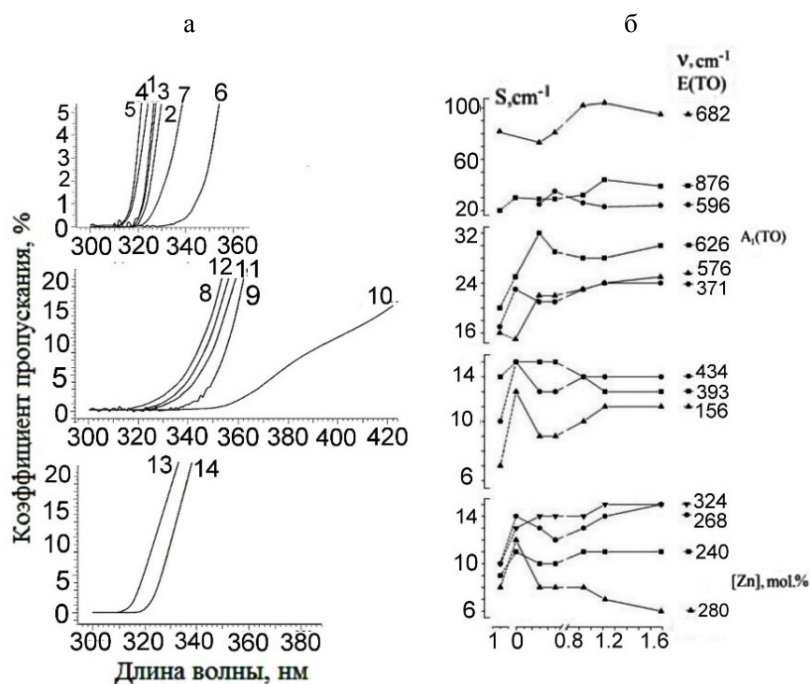 а
б
Коэффициент пропускания, %
5
4
3
2
1
0
5 4 1 3 2 7 6
300 320 340 360
20
15
10
5
0
8 12 11 9 10
300 320 340 360 380 400 420
20
15
10
5
0
13 14
300 320 340 360 380
Длина волны, нм
S,cm⁻¹
ν, cm⁻¹
E(TO)
100
60
20
682
876
596
32
24
16
626 A₁(TO)
576
371
14
10
6
434
393
156
14
10
6
324
268
240
280
[Zn], mol.%
1 0 0.8 1.2 1.6